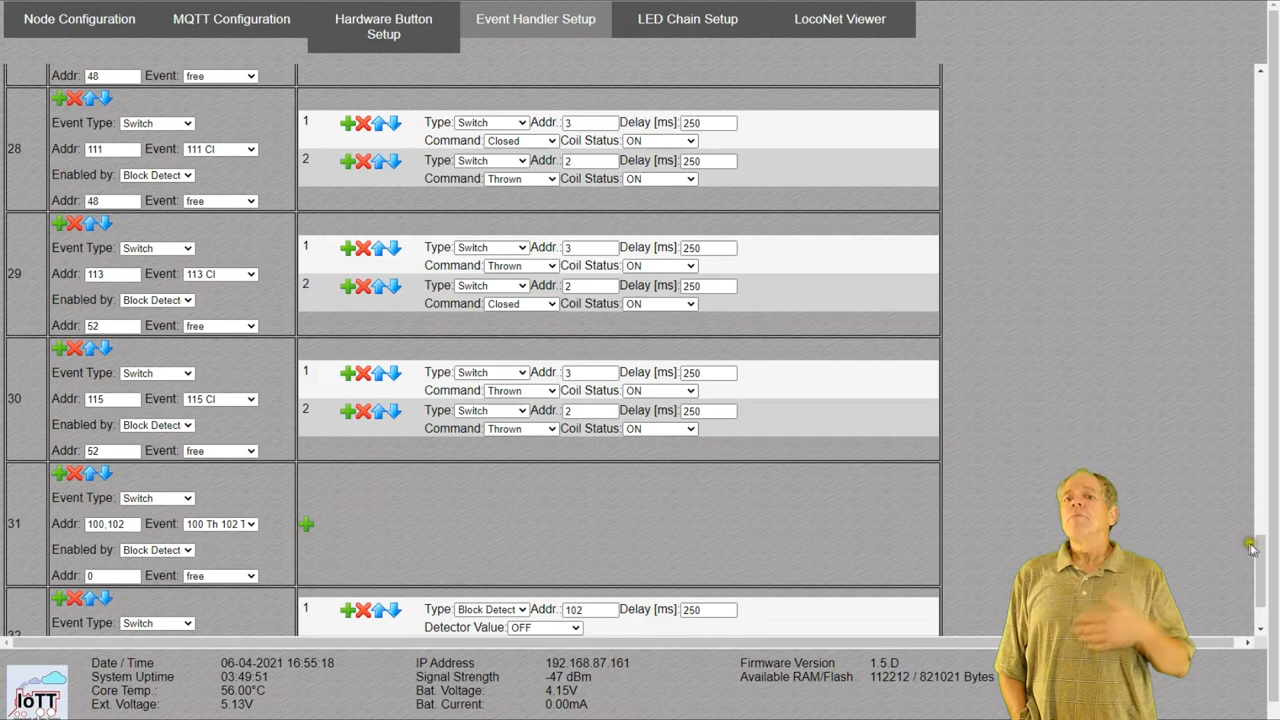 Node Configuration MQTT Configuration Hardware Button Setup Event Handler Setup LED Chain Setup LocoNet Viewer
Addr: 48 Event: free
28
Event Type: Switch
Addr: 111 Event: 111 Cl
Enabled by: Block Detect
Addr: 48 Event: free
1 Type: Switch Addr.: 3 Delay [ms]: 250
Command: Closed Coil Status: ON
2 Type: Switch Addr.: 2 Delay [ms]: 250
Command: Thrown Coil Status: ON
29
Event Type: Switch
Addr: 113 Event: 113 Cl
Enabled by: Block Detect
Addr: 52 Event: free
1 Type: Switch Addr.: 3 Delay [ms]: 250
Command: Thrown Coil Status: ON
2 Type: Switch Addr.: 2 Delay [ms]: 250
Command: Closed Coil Status: ON
30
Event Type: Switch
Addr: 115 Event: 115 Cl
Enabled by: Block Detect
Addr: 52 Event: free
1 Type: Switch Addr.: 3 Delay [ms]: 250
Command: Thrown Coil Status: ON
2 Type: Switch Addr.: 2 Delay [ms]: 250
Command: Thrown Coil Status: ON
31
Event Type: Switch
Addr: 100,102 Event: 100 Th 102 T
Enabled by: Block Detect
Addr: 0 Event: free
32
Event Type: Switch
1 Type: Block Detect Addr.: 102 Delay [ms]: 250
Detector Value: OFF
IoTT
Date / Time 06-04-2021 16:55:18
System Uptime 03:49:51
Core Temp.: 56.00°C
Ext. Voltage: 5.13V
IP Address 192.168.87.161
Signal Strength -47 dBm
Bat. Voltage: 4.15V
Bat. Current: 0.00mA
Firmware Version 1.5 D
Available RAM/Flash 112212 / 821021 Bytes